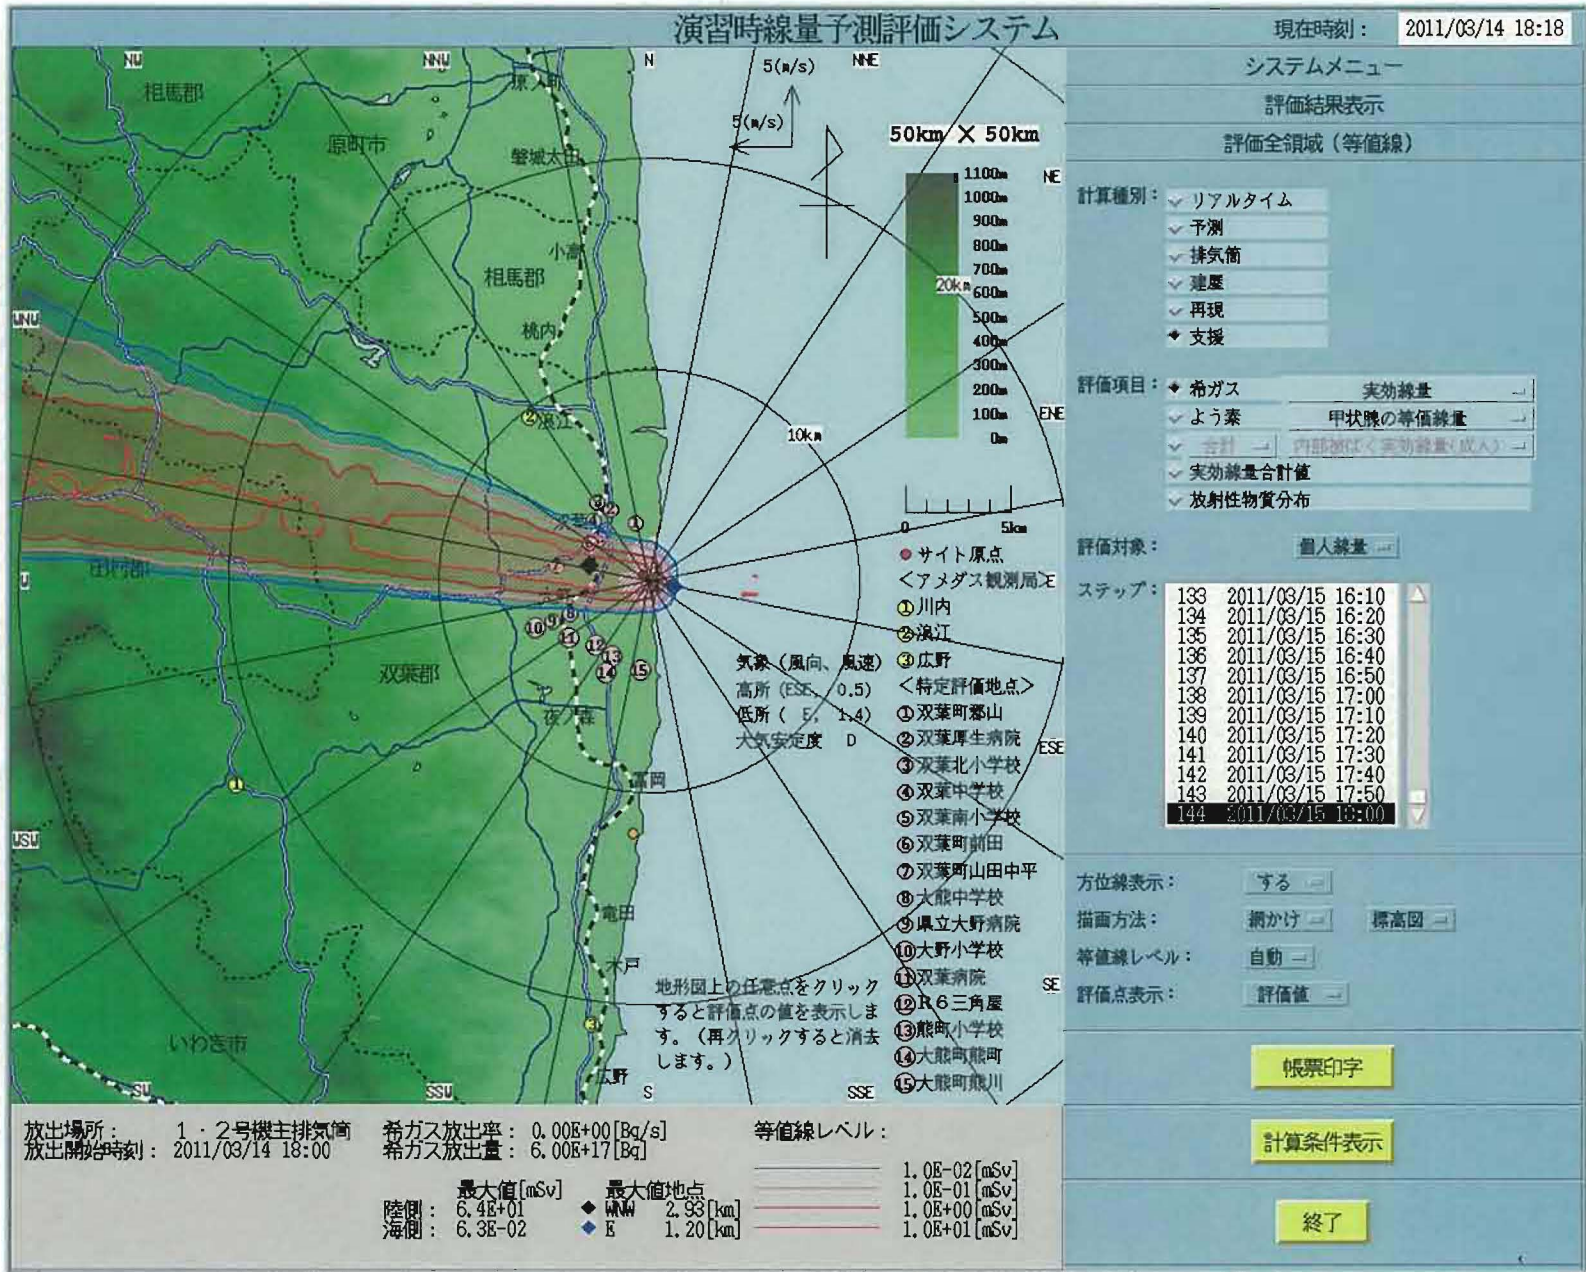 演習時線量予測評価システム
現在時刻： 2011/03/14 18:18
NW
NNW
N
NNE
NE
ENE
E
ESE
SE
SSE
S
SSW
SW
WSW
W
WNW
5(m/s)
5(m/s)
50km × 50km
1100m
1000m
900m
800m
700m
600m
500m
400m
300m
200m
100m
0m
20km
10km
0 5km
相馬郡
原町市
原ノ町
磐城太田
小高
相馬郡
桃内
②浪江
双葉郡
夜ノ森
富岡
竜田
木戸
広野
いわき市
●サイト原点
＜アメダス観測局＞
①川内
②浪江
③広野
＜特定評価地点＞
①双葉町郡山
②双葉厚生病院
③双葉北小学校
④双葉中学校
⑤双葉南小学校
⑥双葉町前田
⑦双葉町山田中平
⑧大熊中学校
⑨県立大野病院
⑩大野小学校
⑪双葉病院
⑫R6三角屋
⑬熊町小学校
⑭大熊町熊町
⑮大熊町熊川
気象（風向、風速）
高所（ESE, 0.5）
低所（ E, 1.4）
大気安定度 D
地形図上の任意点をクリック
すると評価点の値を表示しま
す。（再クリックすると消去
します。）
システムメニュー
評価結果表示
評価全領域（等値線）
計算種別： リアルタイム
予測
排気筒
建屋
再現
支援
評価項目： 希ガス 実効線量
よう素 甲状腺の等価線量
合計 内部被ばく実効線量(成人)
実効線量合計値
放射性物質分布
評価対象： 個人線量
ステップ： 133 2011/03/15 16:10
134 2011/03/15 16:20
135 2011/03/15 16:30
136 2011/03/15 16:40
137 2011/03/15 16:50
138 2011/03/15 17:00
139 2011/03/15 17:10
140 2011/03/15 17:20
141 2011/03/15 17:30
142 2011/03/15 17:40
143 2011/03/15 17:50
144 2011/03/15 18:00
方位線表示： する
描画方法： 網かけ 標高図
等値線レベル： 自動
評価点表示： 評価値
帳票印字
計算条件表示
終了
放出場所： 1・2号機主排気筒
放出開始時刻： 2011/03/14 18:00
希ガス放出率： 0.00E+00[Bq/s]
希ガス放出量： 6.00E+17[Bq]
最大値[mSv] 最大値地点
陸側： 6.4E+01 ◆ WNW 2.93[km]
海側： 6.3E-02 ◆ E 1.20[km]
等値線レベル：
1.0E-02[mSv]
1.0E-01[mSv]
1.0E+00[mSv]
1.0E+01[mSv]